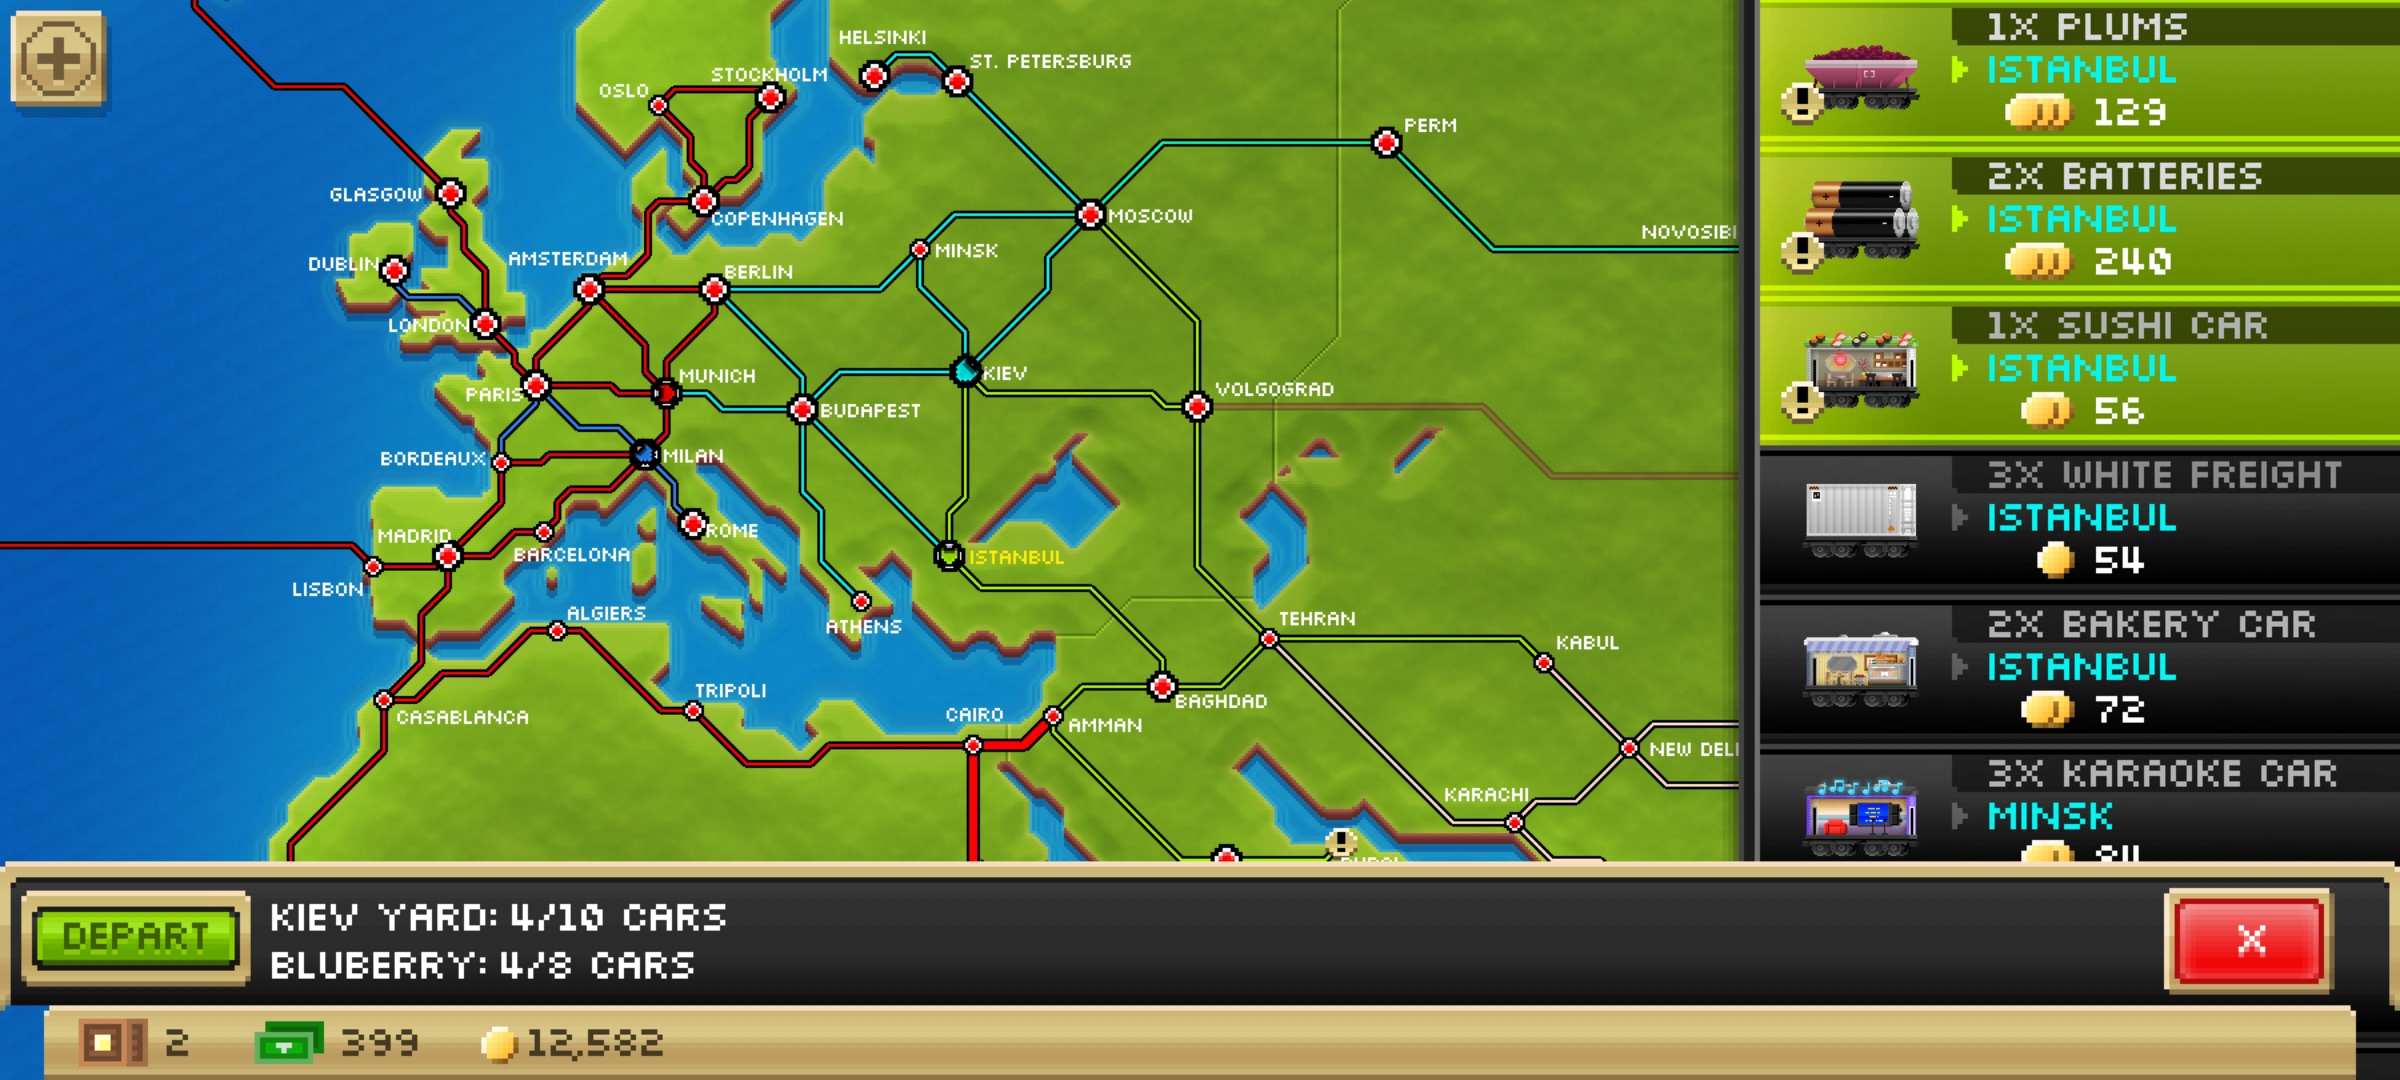 HELSINKI
ST. PETERSBURG
STOCKHOLM
OSLO
PERM
GLASGOW
COPENHAGEN
MOSCOW
NOVOSIBI
MINSK
AMSTERDAM
DUBLIN
BERLIN
LONDON
MUNICH
KIEV
VOLGOGRAD
PARIS
BUDAPEST
BORDEAUX
MILAN
ROME
MADRID
BARCELONA
ISTANBUL
LISBON
ALGIERS
ATHENS
TEHRAN
KABUL
TRIPOLI
CASABLANCA
CAIRO
BAGHDAD
AMMAN
NEW DEL
KARACHI
1X PLUMS
ISTANBUL
129
2X BATTERIES
ISTANBUL
240
1X SUSHI CAR
ISTANBUL
56
3X WHITE FREIGHT
ISTANBUL
54
2X BAKERY CAR
ISTANBUL
72
3X KARAOKE CAR
MINSK
DEPART
KIEV YARD: 4/10 CARS
BLUBERRY: 4/8 CARS
X
2
399
12,582